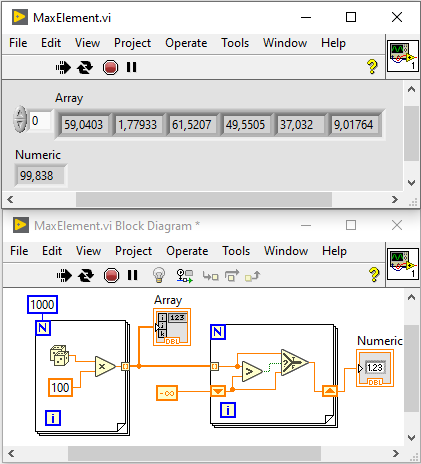 MaxElement.vi
File Edit View Project Operate Tools Window
1
Array
0 59,0403 1,77933 61,5207 49,5505 37,032 9,01764
Numeric
99,838
MaxElement.vi Block Diagram *
File Edit View Project Operate Tools Window
1
1000
Array
N
i 123
j
k
DBL
N
Numeric
1.23
DBL
×
100
>
T
?
F
-∞
i
i